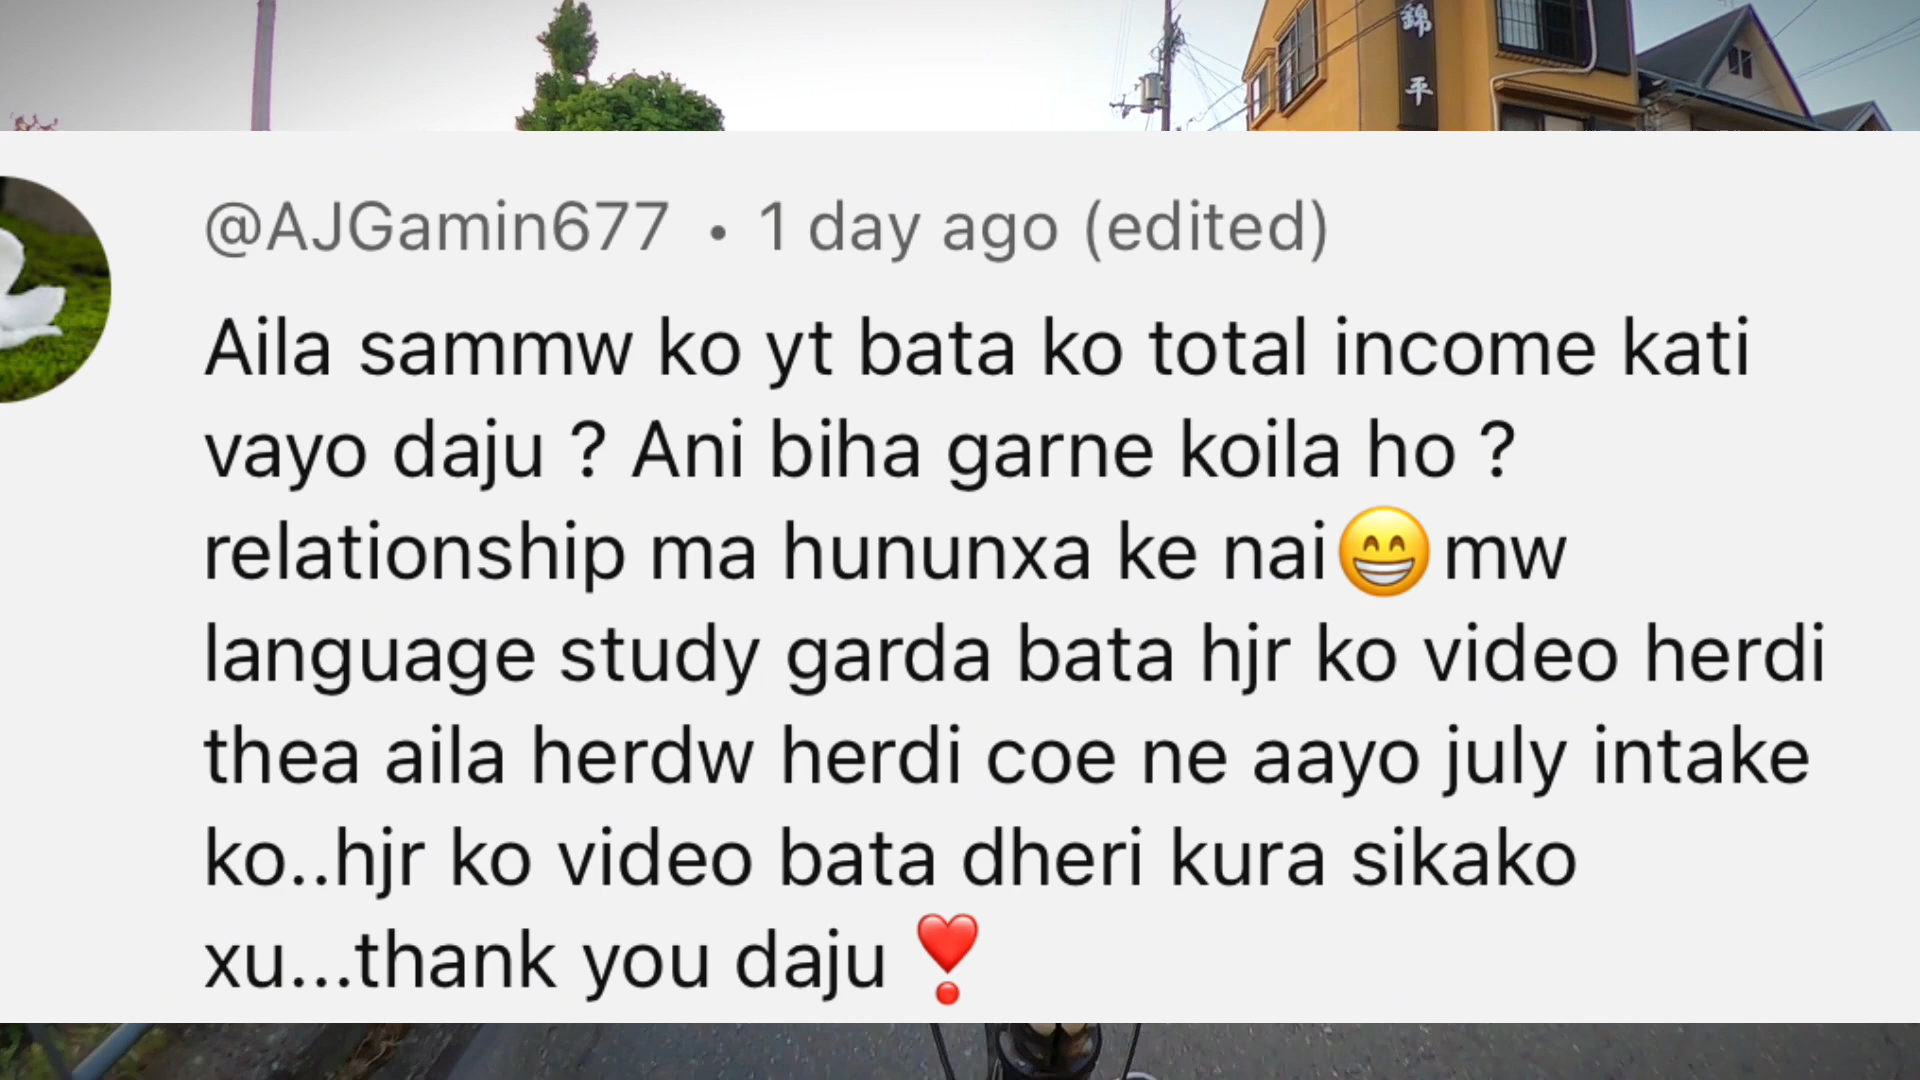 錦平
@AJGamin677 • 1 day ago (edited)
Aila sammw ko yt bata ko total income kati
vayo daju ? Ani biha garne koila ho ?
relationship ma hununxa ke nai😁mw
language study garda bata hjr ko video herdi
thea aila herdw herdi coe ne aayo july intake
ko..hjr ko video bata dheri kura sikako
xu...thank you daju ❣️